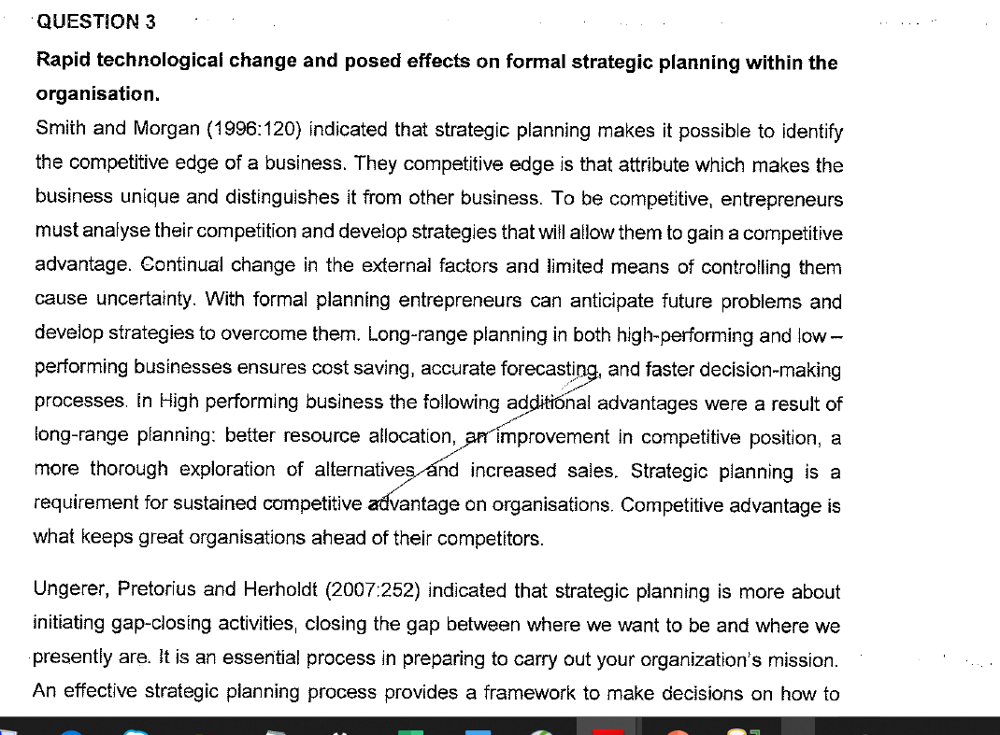 QUESTION 3
Rapid technological change and posed effects on formal strategic planning within the
organisation.
Smith and Morgan (1996:120) indicated that strategic planning makes it possible to identify
the competitive edge of a business. They competitive edge is that attribute which makes the
business unique and distinguishes it from other business. To be competitive, entrepreneurs
must analyse their competition and develop strategies that will allow them to gain a competitive
advantage. Continual change in the external factors and limited means of controlling them
cause uncertainty. With formal planning entrepreneurs can anticipate future problems and
develop strategies to overcome them. Long-range planning in both high-performing and low –
performing businesses ensures cost saving, accurate forecasting, and faster decision-making
processes. In High performing business the following additional advantages were a result of
long-range planning: better resource allocation, an improvement in competitive position, a
more thorough exploration of alternatives and increased sales. Strategic planning is a
requirement for sustained competitive advantage on organisations. Competitive advantage is
what keeps great organisations ahead of their competitors.
Ungerer, Pretorius and Herholdt (2007:252) indicated that strategic planning is more about
initiating gap-closing activities, closing the gap between where we want to be and where we
presently are. It is an essential process in preparing to carry out your organization's mission.
An effective strategic planning process provides a framework to make decisions on how to